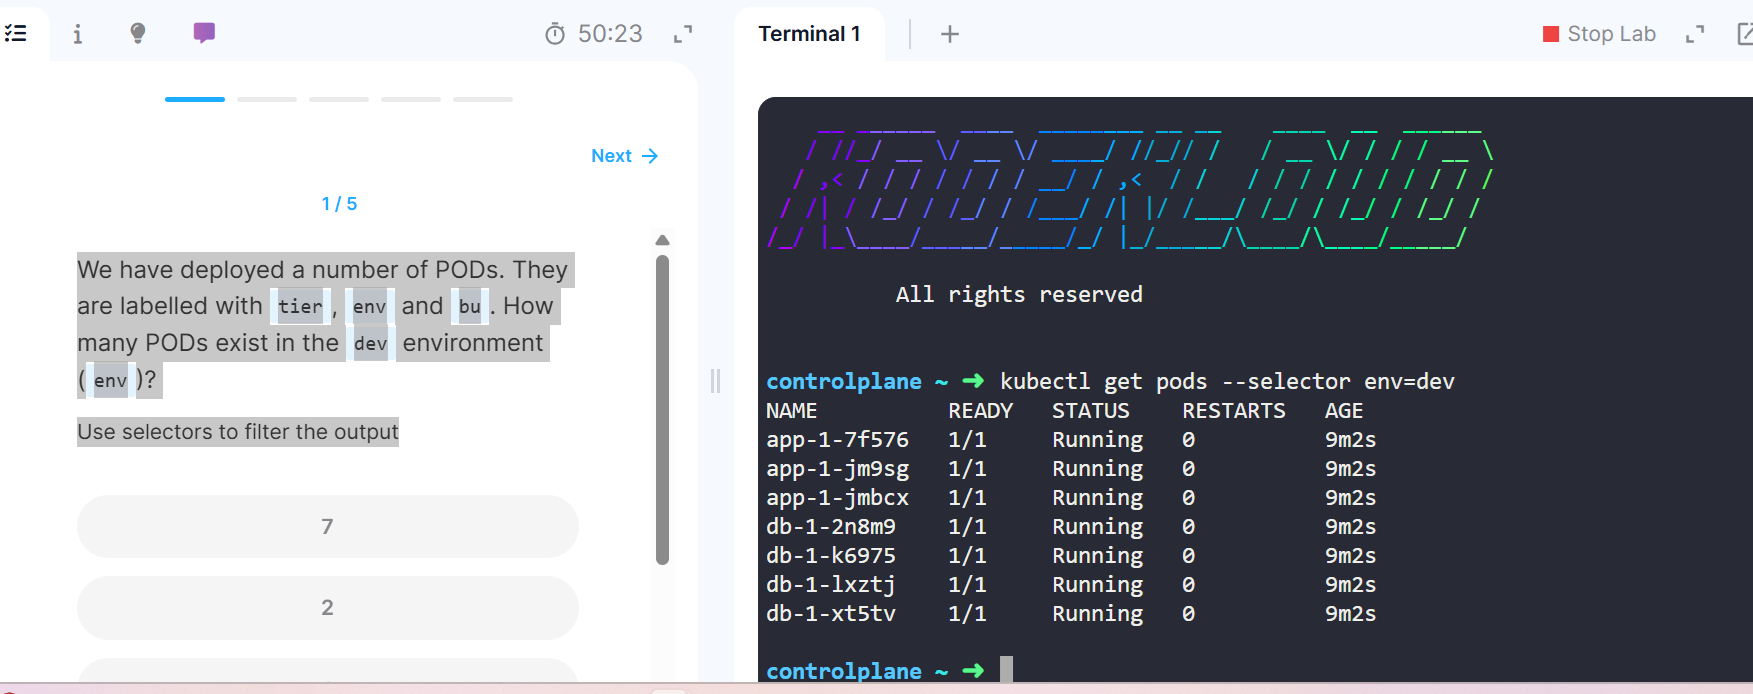 50:23
Terminal 1
Stop Lab
Next
1 / 5
We have deployed a number of PODs. They
are labelled with tier, env and bu. How
many PODs exist in the dev environment
(env)?
Use selectors to filter the output
7
2
KODEKLOUD
All rights reserved
controlplane ~ ➜ kubectl get pods --selector env=dev
NAME READY STATUS RESTARTS AGE
app-1-7f576 1/1 Running 0 9m2s
app-1-jm9sg 1/1 Running 0 9m2s
app-1-jmbcx 1/1 Running 0 9m2s
db-1-2n8m9 1/1 Running 0 9m2s
db-1-k6975 1/1 Running 0 9m2s
db-1-lxztj 1/1 Running 0 9m2s
db-1-xt5tv 1/1 Running 0 9m2s
controlplane ~ ➜